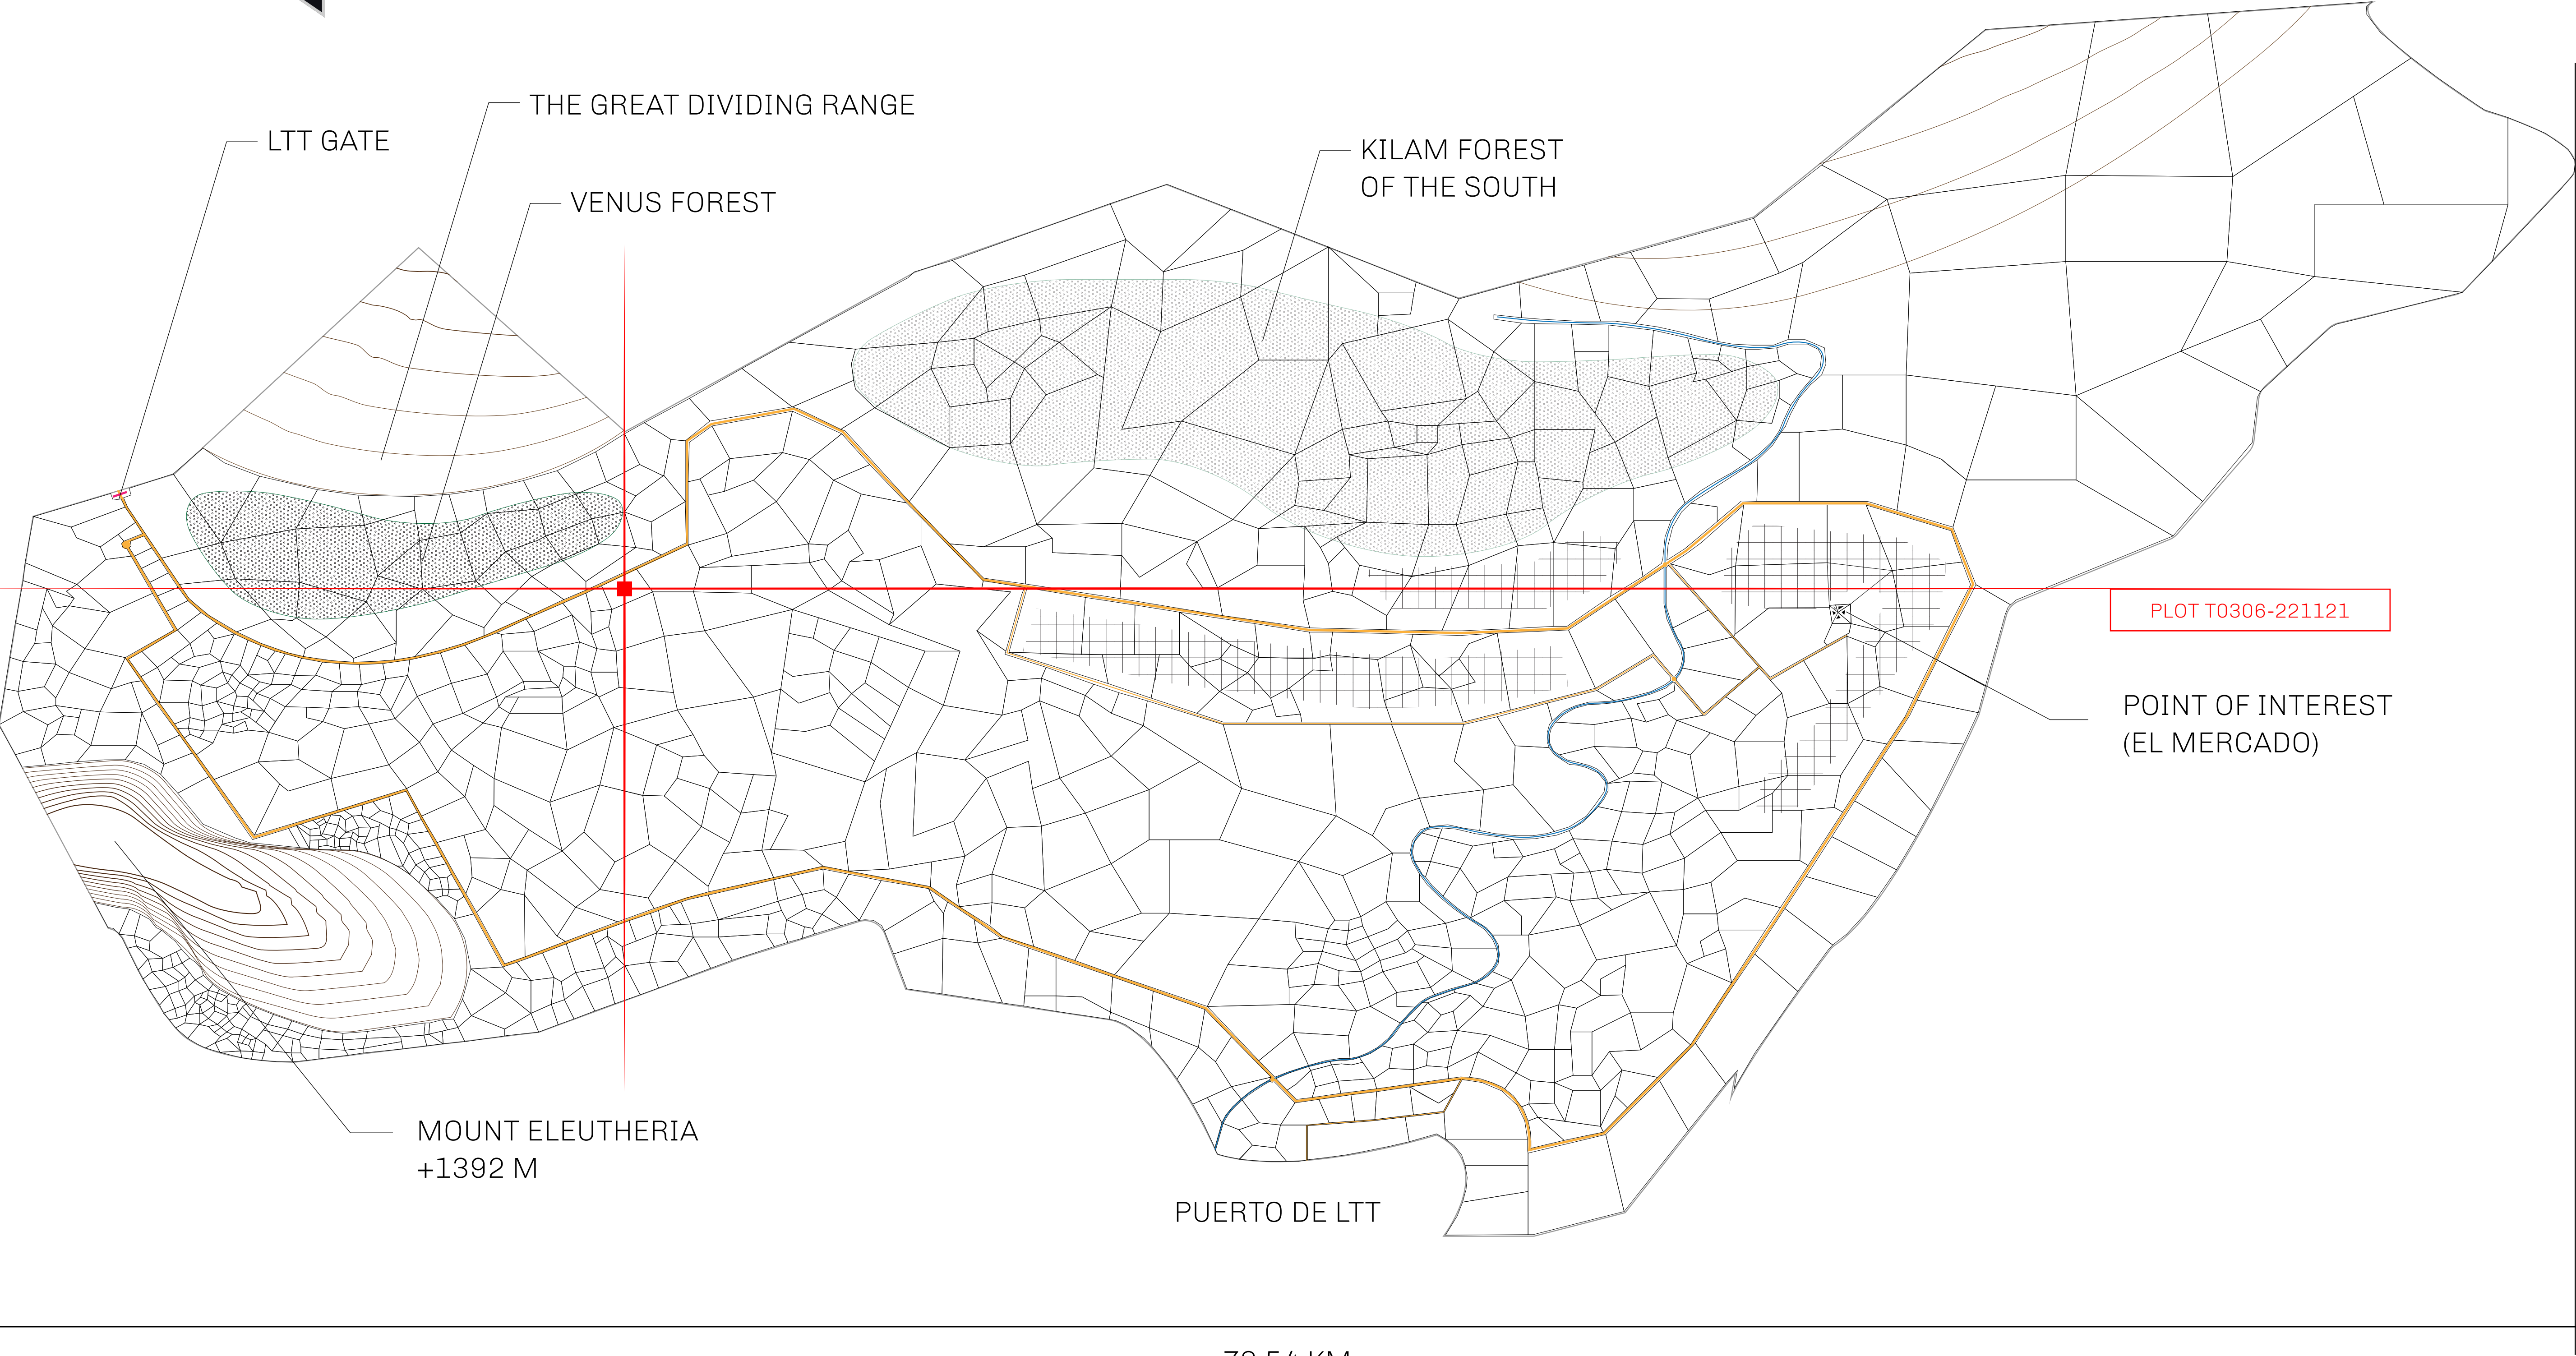 THE GREAT DIVIDING RANGE
LTT GATE
VENUS FOREST
KILAM FOREST
OF THE SOUTH
PLOT T0306-221121
POINT OF INTEREST
(EL MERCADO)
MOUNT ELEUTHERIA
+1392 M
PUERTO DE LTT